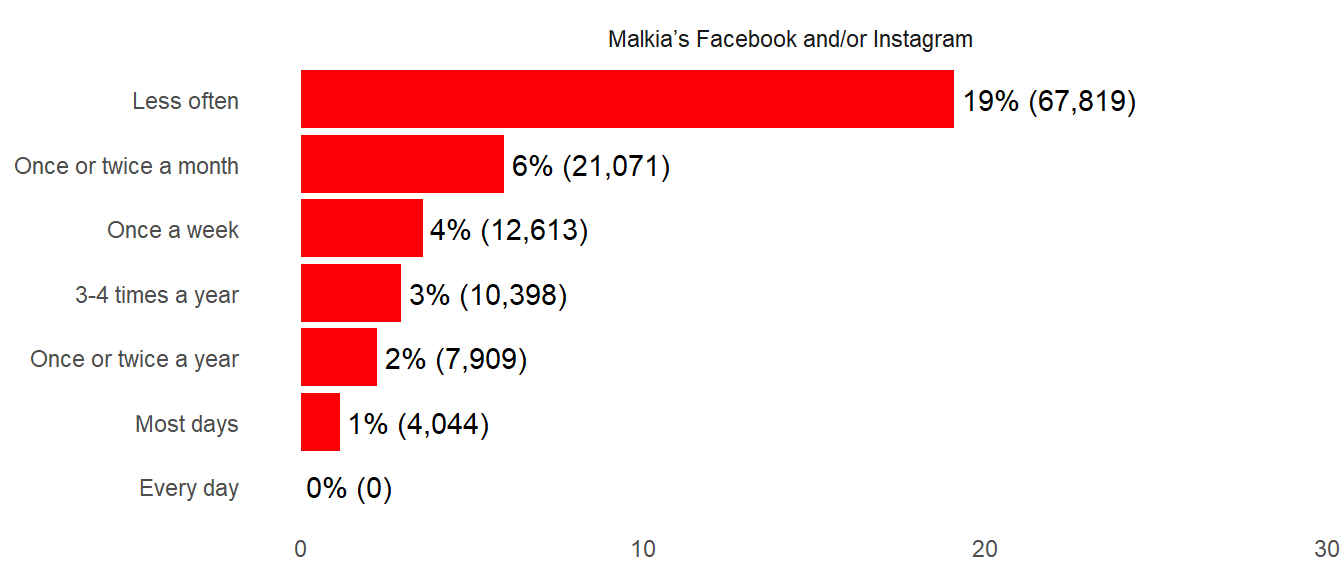 Malkia’s Facebook and/or Instagram
Less often 19% (67,819)
Once or twice a month 6% (21,071)
Once a week 4% (12,613)
3-4 times a year 3% (10,398)
Once or twice a year 2% (7,909)
Most days 1% (4,044)
Every day 0% (0)
0 10 20 30